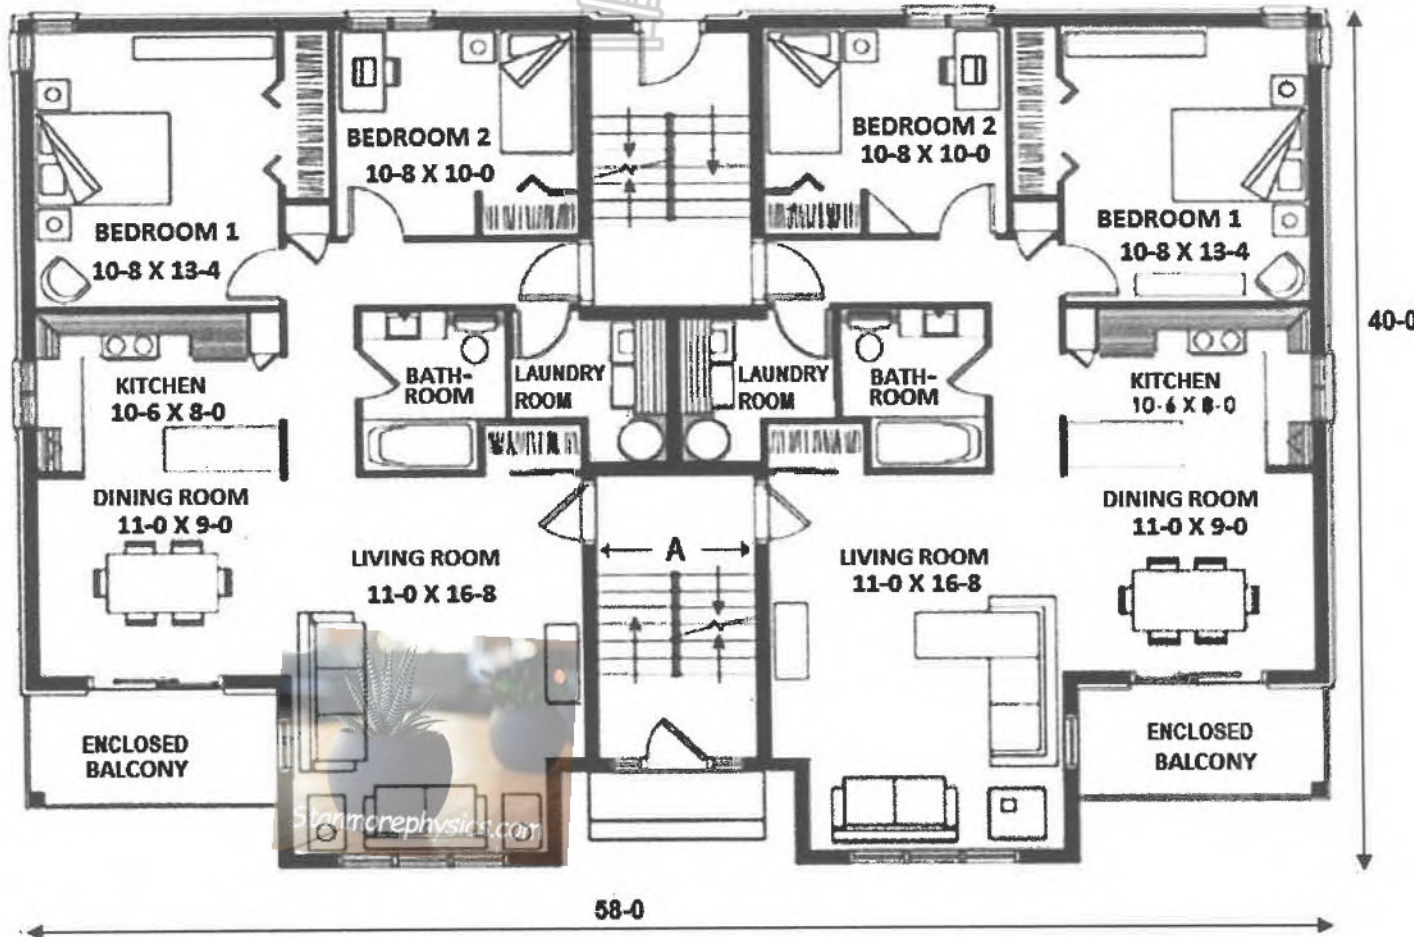 BEDROOM 2
10-8 X 10-0
BEDROOM 2
10-8 X 10-0
BEDROOM 1
10-8 X 13-4
BEDROOM 1
10-8 X 13-4
40-0
KITCHEN
10-6 X 8-0
BATH-
ROOM
LAUNDRY
ROOM
LAUNDRY
ROOM
BATH-
ROOM
KITCHEN
10-6 X 8-0
DINING ROOM
11-0 X 9-0
LIVING ROOM
11-0 X 16-8
A
LIVING ROOM
11-0 X 16-8
DINING ROOM
11-0 X 9-0
ENCLOSED
BALCONY
ENCLOSED
BALCONY
Stanmorephysics.com
58-0